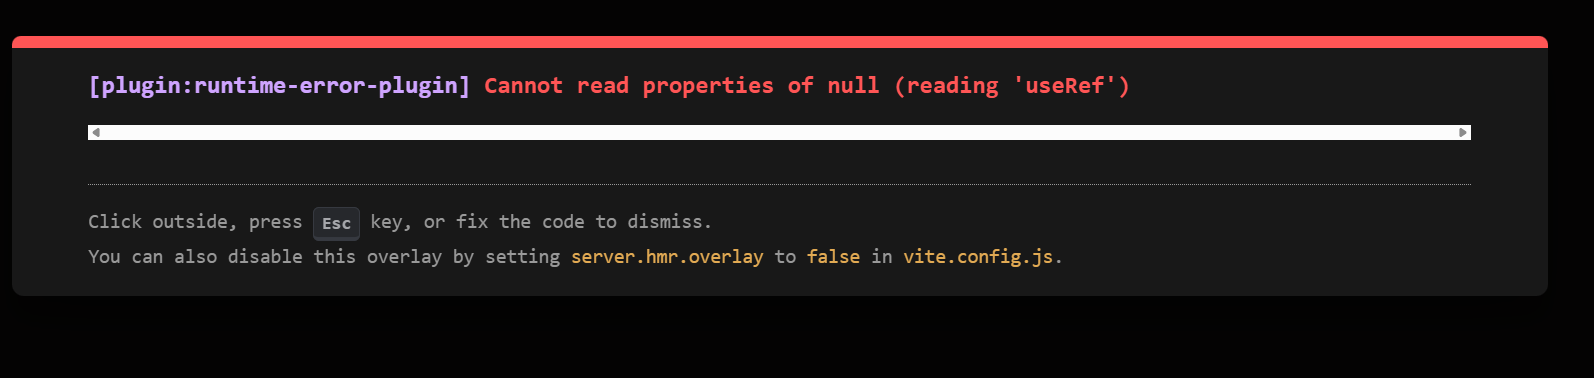 [plugin:runtime-error-plugin] Cannot read properties of null (reading 'useRef')
Click outside, press Esc key, or fix the code to dismiss.
You can also disable this overlay by setting server.hmr.overlay to false in vite.config.js.